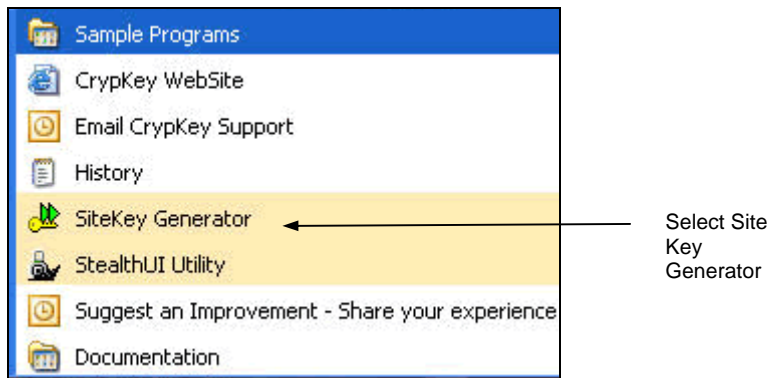 Sample Programs
CrypKey WebSite
Email CrypKey Support
History
SiteKey Generator
StealthUI Utility
Suggest an Improvement - Share your experience
Documentation
Select Site
Key
Generator